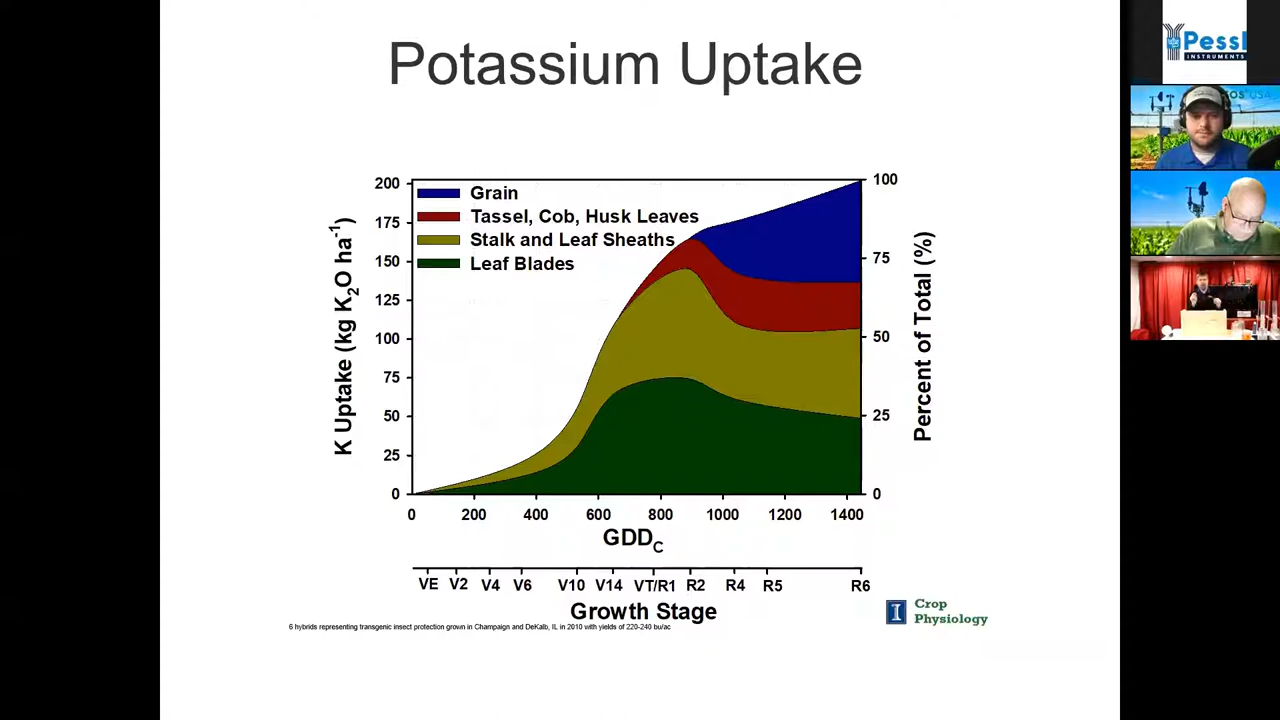 Potassium Uptake
Grain
Tassel, Cob, Husk Leaves
Stalk and Leaf Sheaths
Leaf Blades
200
175
150
125
100
75
50
25
0
K Uptake (kg K2O ha-1)
100
75
50
25
0
Percent of Total (%)
0 200 400 600 800 1000 1200 1400
GDDC
VE V2 V4 V6 V10 V14 VT/R1 R2 R4 R5 R6
Growth Stage
6 hybrids representing transgenic insect protection grown in Champaign and DeKalb, IL in 2010 with yields of 220-240 bu/ac
I
Crop
Physiology
Pessl
INSTRUMENTS
USA